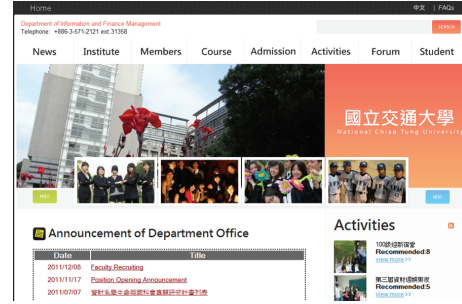 Home
中文 | FAQs
Department of Information and Finance Management
Telephone: +886-3-571-2121 ext 31358
SEARCH
News Institute Members Course Admission Activities Forum Student
國立交通大學
National Chiao Tung University
Announcement of Department Office
Date Title
2011/12/08 Faculty Recruiting
2011/11/17 Position Opening Announcement
2011/07/07
Activities
Recommended:8
view more >>
Recommended:5
view more >>